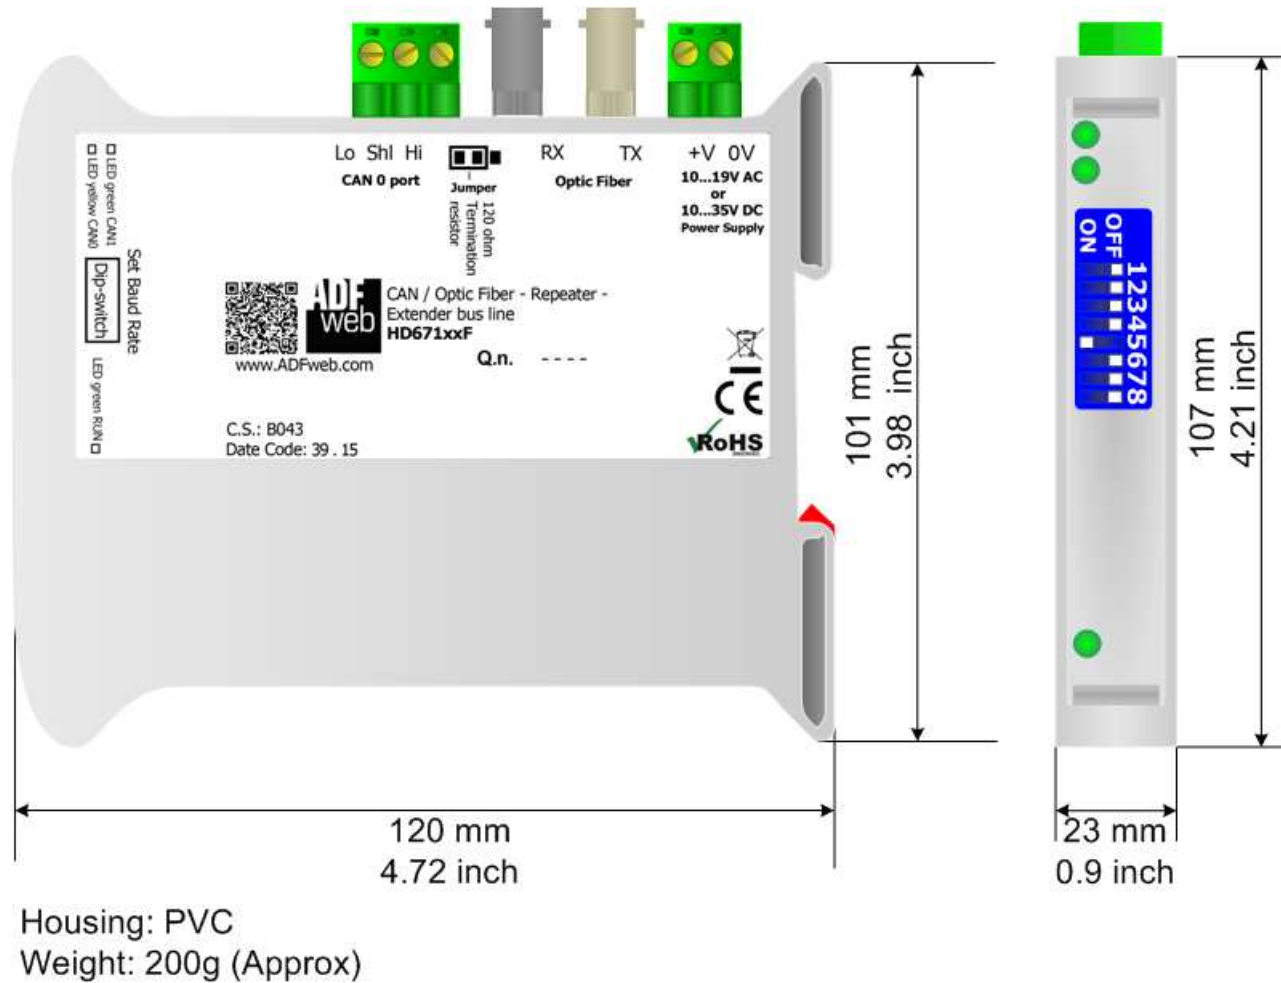 Lo Shl Hi
CAN 0 port
Jumper
120 ohm
Termination
resistor
RX TX
Optic Fiber
+V 0V
10...19V AC
or
10...35V DC
Power Supply
LED green CAN1
LED yellow CAN0
Set Baud Rate
Dip-switch
LED green RUN
ADF
web
www.ADFweb.com
CAN / Optic Fiber - Repeater -
Extender bus line
HD671xxF
Q.n. - - - -
C.S.: B043
Date Code: 39 . 15
CE
RoHS
OFF
ON
12345678
101 mm
3.98 inch
107 mm
4.21 inch
120 mm
4.72 inch
23 mm
0.9 inch
Housing: PVC
Weight: 200g (Approx)